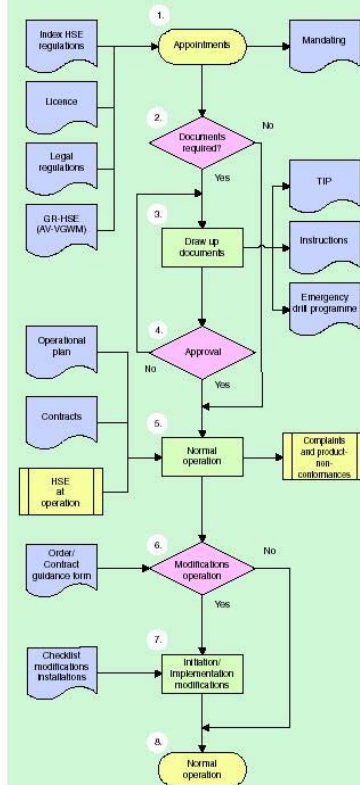 1.
Index HSE
regulations
Appointments
Mandating
Licence
2.
Documents
required?
No
Yes
Legal
regulations
TIP
GR-HSE
(AV-VGWM)
3.
Draw up
documents
Instructions
4.
Emergency
drill programme
Operational
plan
Approval
No
Yes
Contracts
5.
Normal
operation
Complaints
and product-
non-
conformances
HSE
at
operation
6.
Order/
Contract
guidance form
Modifications
operation
No
Yes
7.
Checklist
modifications
installations
Initiation/
Implementation
modifications
8.
Normal
operation